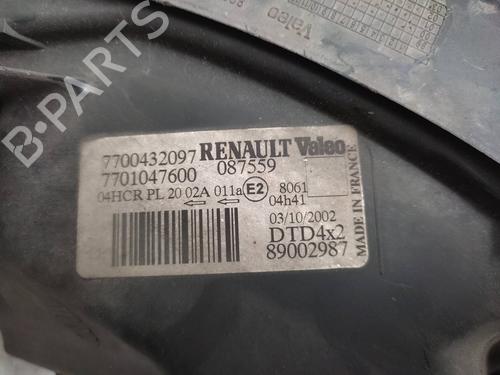 Valeo
7700432097 RENAULT Valeo
7701047600 087559
04HCR PL 20 02A 011a E2 8061
04h41
03/10/2002
DTD4x2
89002987
MADE IN FRANCE
B-PARTS